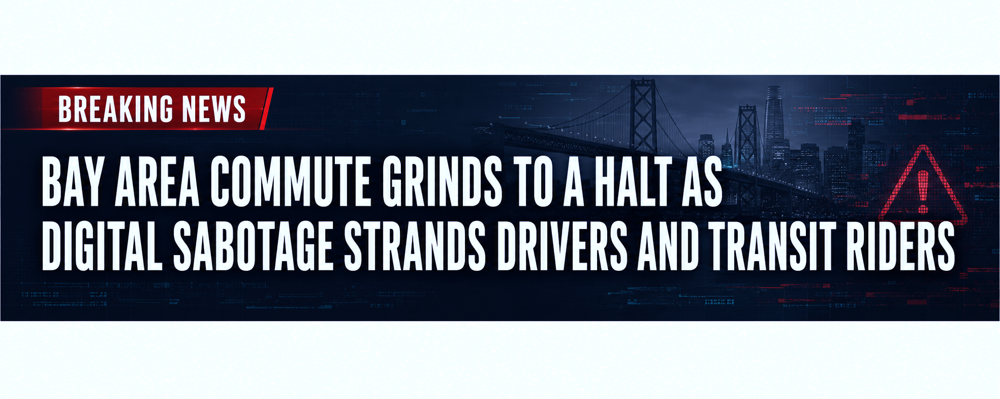 BREAKING NEWS
BAY AREA COMMUTE GRINDS TO A HALT AS
DIGITAL SABOTAGE STRANDS DRIVERS AND TRANSIT RIDERS